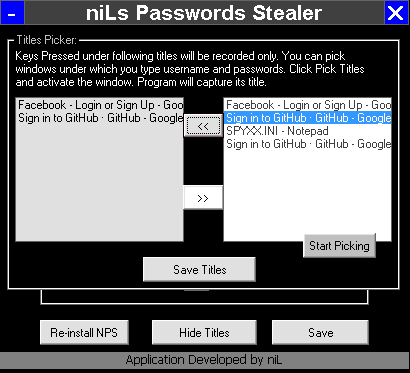 niLs Passwords Stealer
Titles Picker:
Keys Pressed under following titles will be recorded only. You can pick
windows under which you type username and passwords. Click Pick Titles
and activate the window. Program will capture its title.
Facebook - Login or Sign Up - Goo
Sign in to GitHub · GitHub - Google
<<
>>
Facebook - Login or Sign Up - Goo
Sign in to GitHub · GitHub - Google
SPYXX.INI - Notepad
Sign in to GitHub · GitHub - Google
Start Picking
Save Titles
Re-install NPS
Hide Titles
Save
Application Developed by niL